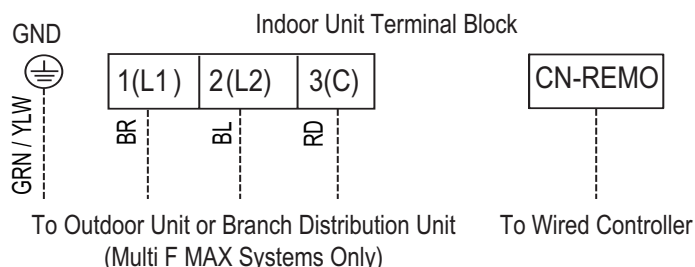 Indoor Unit Terminal Block
GND
1(L1) 2(L2) 3(C)
CN-REMO
GRN / YLW
BR
BL
RD
To Outdoor Unit or Branch Distribution Unit
(Multi F MAX Systems Only)
To Wired Controller